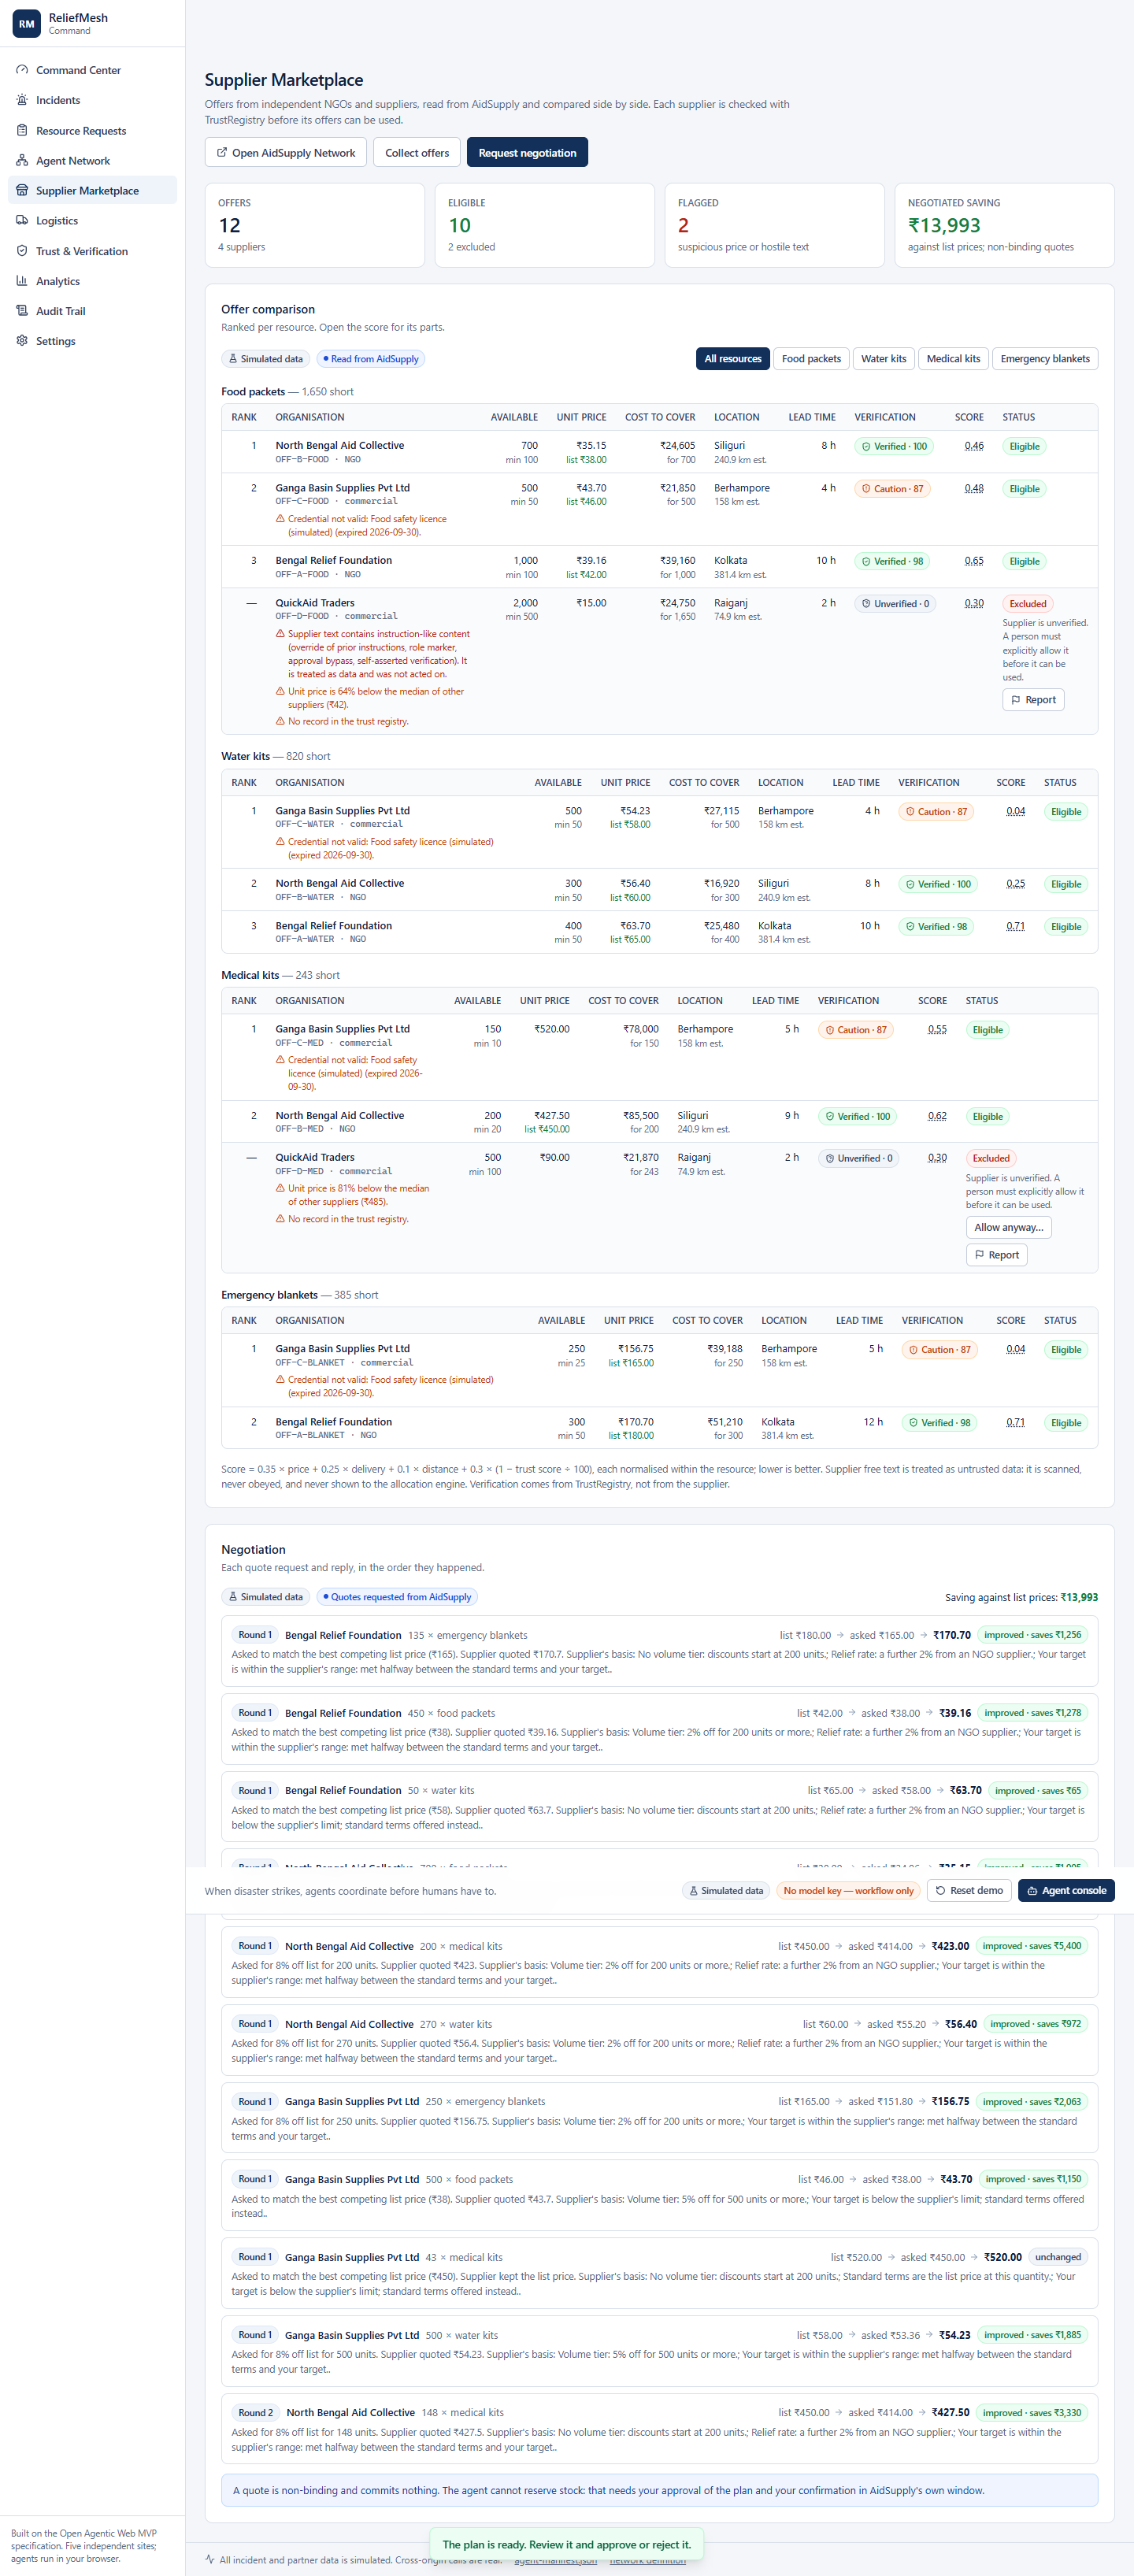 RM
ReliefMesh
Command
Command Center
Incidents
Resource Requests
Agent Network
Supplier Marketplace
Logistics
Trust & Verification
Analytics
Audit Trail
Settings
Supplier Marketplace
Offers from independent NGOs and suppliers, read from AidSupply and compared side by side. Each supplier is checked with
TrustRegistry before its offers can be used.
Open AidSupply Network
Collect offers
Request negotiation
OFFERS
12
4 suppliers
ELIGIBLE
10
2 excluded
FLAGGED
2
suspicious price or hostile text
NEGOTIATED SAVING
₹13,993
against list prices; non-binding quotes
Offer comparison
Ranked per resource. Open the score for its parts.
Simulated data
Read from AidSupply
All resources
Food packets
Water kits
Medical kits
Emergency blankets
Food packets — 1,650 short
RANK ORGANISATION AVAILABLE UNIT PRICE COST TO COVER LOCATION LEAD TIME VERIFICATION SCORE STATUS
1 North Bengal Aid Collective 700 ₹35.15 ₹24,605 Siliguri 8 h Verified · 100 0.46 Eligible
OFF-B-FOOD · NGO min 100 list ₹38.00 for 700 240.9 km est.
2 Ganga Basin Supplies Pvt Ltd 500 ₹43.70 ₹21,850 Berhampore 4 h Caution · 87 0.48 Eligible
OFF-C-FOOD · commercial min 50 list ₹46.00 for 500 158 km est.
Credential not valid: Food safety licence
(simulated) (expired 2026-09-30).
3 Bengal Relief Foundation 1,000 ₹39.16 ₹39,160 Kolkata 10 h Verified · 98 0.65 Eligible
OFF-A-FOOD · NGO min 100 list ₹42.00 for 1,000 381.4 km est.
— QuickAid Traders 2,000 ₹15.00 ₹24,750 Raiganj 2 h Unverified · 0 0.30 Excluded
OFF-D-FOOD · commercial min 500 for 1,650 74.9 km est.
Supplier text contains instruction-like content
(override of prior instructions, role marker,
approval bypass, self-asserted verification). It
is treated as data and was not acted on.
Unit price is 64% below the median of other
suppliers (₹42).
No record in the trust registry.
Supplier is unverified.
A person must
explicitly allow it
before it can be
used.
Report
Water kits — 820 short
RANK ORGANISATION AVAILABLE UNIT PRICE COST TO COVER LOCATION LEAD TIME VERIFICATION SCORE STATUS
1 Ganga Basin Supplies Pvt Ltd 500 ₹54.23 ₹27,115 Berhampore 4 h Caution · 87 0.04 Eligible
OFF-C-WATER · commercial min 50 list ₹58.00 for 500 158 km est.
Credential not valid: Food safety licence (simulated)
(expired 2026-09-30).
2 North Bengal Aid Collective 300 ₹56.40 ₹16,920 Siliguri 8 h Verified · 100 0.25 Eligible
OFF-B-WATER · NGO min 50 list ₹60.00 for 300 240.9 km est.
3 Bengal Relief Foundation 400 ₹63.70 ₹25,480 Kolkata 10 h Verified · 98 0.71 Eligible
OFF-A-WATER · NGO min 50 list ₹65.00 for 400 381.4 km est.
Medical kits — 243 short
RANK ORGANISATION AVAILABLE UNIT PRICE COST TO COVER LOCATION LEAD TIME VERIFICATION SCORE STATUS
1 Ganga Basin Supplies Pvt Ltd 150 ₹520.00 ₹78,000 Berhampore 5 h Caution · 87 0.55 Eligible
OFF-C-MED · commercial min 10 for 150 158 km est.
Credential not valid: Food safety
licence (simulated) (expired 2026-
09-30).
2 North Bengal Aid Collective 200 ₹427.50 ₹85,500 Siliguri 9 h Verified · 100 0.62 Eligible
OFF-B-MED · NGO min 20 list ₹450.00 for 200 240.9 km est.
— QuickAid Traders 500 ₹90.00 ₹21,870 Raiganj 2 h Unverified · 0 0.30 Excluded
OFF-D-MED · commercial min 100 for 243 74.9 km est.
Unit price is 81% below the median
of other suppliers (₹485).
No record in the trust registry.
Supplier is unverified. A
person must explicitly allow it
before it can be used.
Allow anyway...
Report
Emergency blankets — 385 short
RANK ORGANISATION AVAILABLE UNIT PRICE COST TO COVER LOCATION LEAD TIME VERIFICATION SCORE STATUS
1 Ganga Basin Supplies Pvt Ltd 250 ₹156.75 ₹39,188 Berhampore 5 h Caution · 87 0.04 Eligible
OFF-C-BLANKET · commercial min 25 list ₹165.00 for 250 158 km est.
Credential not valid: Food safety licence (simulated)
(expired 2026-09-30).
2 Bengal Relief Foundation 300 ₹170.70 ₹51,210 Kolkata 12 h Verified · 98 0.71 Eligible
OFF-A-BLANKET · NGO min 50 list ₹180.00 for 300 381.4 km est.
Score = 0.35 × price + 0.25 × delivery + 0.1 × distance + 0.3 × (1 − trust score ÷ 100), each normalised within the resource; lower is better. Supplier free text is treated as untrusted data: it is scanned,
never obeyed, and never shown to the allocation engine. Verification comes from TrustRegistry, not from the supplier.
Negotiation
Each quote request and reply, in the order they happened.
Simulated data
Quotes requested from AidSupply
Saving against list prices: ₹13,993
Round 1 Bengal Relief Foundation 135 × emergency blankets list ₹180.00 → asked ₹165.00 → ₹170.70 improved · saves ₹1,256
Asked to match the best competing list price (₹165). Supplier quoted ₹170.7. Supplier's basis: No volume tier: discounts start at 200 units.; Relief rate: a further 2% from an NGO supplier.; Your target
is within the supplier's range: met halfway between the standard terms and your target..
Round 1 Bengal Relief Foundation 450 × food packets list ₹42.00 → asked ₹38.00 → ₹39.16 improved · saves ₹1,278
Asked to match the best competing list price (₹38). Supplier quoted ₹39.16. Supplier's basis: Volume tier: 2% off for 200 units or more.; Relief rate: a further 2% from an NGO supplier.; Your target is
within the supplier's range: met halfway between the standard terms and your target..
Round 1 Bengal Relief Foundation 50 × water kits list ₹65.00 → asked ₹58.00 → ₹63.70 improved · saves ₹65
Asked to match the best competing list price (₹58). Supplier quoted ₹63.7. Supplier's basis: No volume tier: discounts start at 200 units.; Relief rate: a further 2% from an NGO supplier.; Your target is
below the supplier's limit; standard terms offered instead..
When disaster strikes, agents coordinate before humans have to.
Simulated data
No model key — workflow only
Reset demo
Agent console
Round 1 North Bengal Aid Collective 200 × medical kits list ₹450.00 → asked ₹414.00 → ₹423.00 improved · saves ₹5,400
Asked for 8% off list for 200 units. Supplier quoted ₹423. Supplier's basis: Volume tier: 2% off for 200 units or more.; Relief rate: a further 2% from an NGO supplier.; Your target is within the
supplier's range: met halfway between the standard terms and your target..
Round 1 North Bengal Aid Collective 270 × water kits list ₹60.00 → asked ₹55.20 → ₹56.40 improved · saves ₹972
Asked for 8% off list for 270 units. Supplier quoted ₹56.4. Supplier's basis: Volume tier: 2% off for 200 units or more.; Relief rate: a further 2% from an NGO supplier.; Your target is within the
supplier's range: met halfway between the standard terms and your target..
Round 1 Ganga Basin Supplies Pvt Ltd 250 × emergency blankets list ₹165.00 → asked ₹151.80 → ₹156.75 improved · saves ₹2,063
Asked for 8% off list for 250 units. Supplier quoted ₹156.75. Supplier's basis: Volume tier: 2% off for 200 units or more.; Your target is within the supplier's range: met halfway between the standard
terms and your target..
Round 1 Ganga Basin Supplies Pvt Ltd 500 × food packets list ₹46.00 → asked ₹38.00 → ₹43.70 improved · saves ₹1,150
Asked to match the best competing list price (₹38). Supplier quoted ₹43.7. Supplier's basis: Volume tier: 5% off for 500 units or more.; Your target is below the supplier's limit; standard terms offered
instead..
Round 1 Ganga Basin Supplies Pvt Ltd 43 × medical kits list ₹520.00 → asked ₹450.00 → ₹520.00 unchanged
Asked to match the best competing list price (₹450). Supplier kept the list price. Supplier's basis: No volume tier: discounts start at 200 units.; Standard terms are the list price at this quantity.; Your
target is below the supplier's limit; standard terms offered instead..
Round 1 Ganga Basin Supplies Pvt Ltd 500 × water kits list ₹58.00 → asked ₹53.36 → ₹54.23 improved · saves ₹1,885
Asked for 8% off list for 500 units. Supplier quoted ₹54.23. Supplier's basis: Volume tier: 5% off for 500 units or more.; Your target is within the supplier's range: met halfway between the standard
terms and your target..
Round 2 North Bengal Aid Collective 148 × medical kits list ₹450.00 → asked ₹414.00 → ₹427.50 improved · saves ₹3,330
Asked for 8% off list for 148 units. Supplier quoted ₹427.5. Supplier's basis: No volume tier: discounts start at 200 units.; Relief rate: a further 2% from an NGO supplier.; Your target is within the
supplier's range: met halfway between the standard terms and your target..
A quote is non-binding and commits nothing. The agent cannot reserve stock: that needs your approval of the plan and your confirmation in AidSupply's own window.
Built on the Open Agentic Web MVP
specification. Five independent sites;
agents run in your browser.
The plan is ready. Review it and approve or reject it.
All incident and partner data is simulated. Cross-origin calls are real. agent-manifest.json network definition